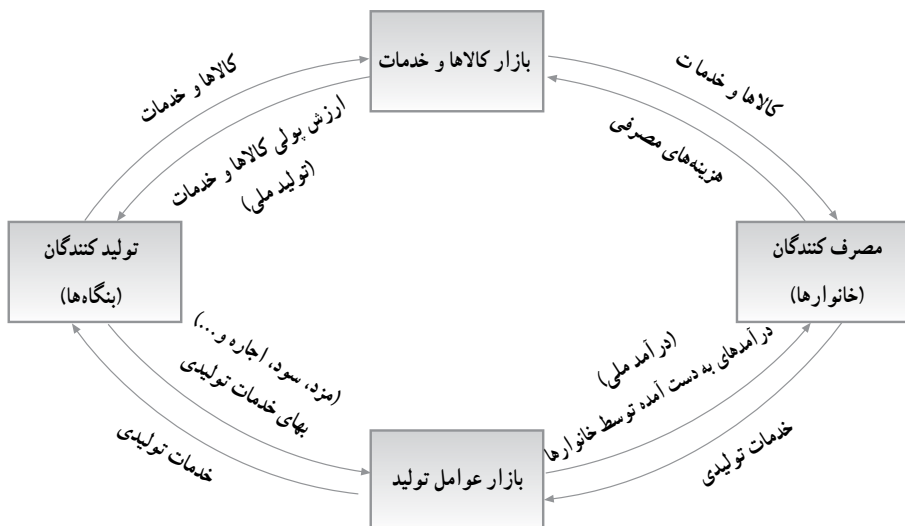 بازار کالاها و خدمات
کالاها و خدمات
کالاها و خدمات
ارزش پولی کالاها و خدمات
(تولید ملی)
هزینه‌های مصرفی
مصرف کنندگان
(خانوارها)
تولید کنندگان
(بنگاه‌ها)
(مزد، سود، اجاره و...)
بهای خدمات تولیدی
خدمات تولیدی
(درآمد ملی)
درآمدهای به دست آمده توسط خانوارها
خدمات تولیدی
بازار عوامل تولید